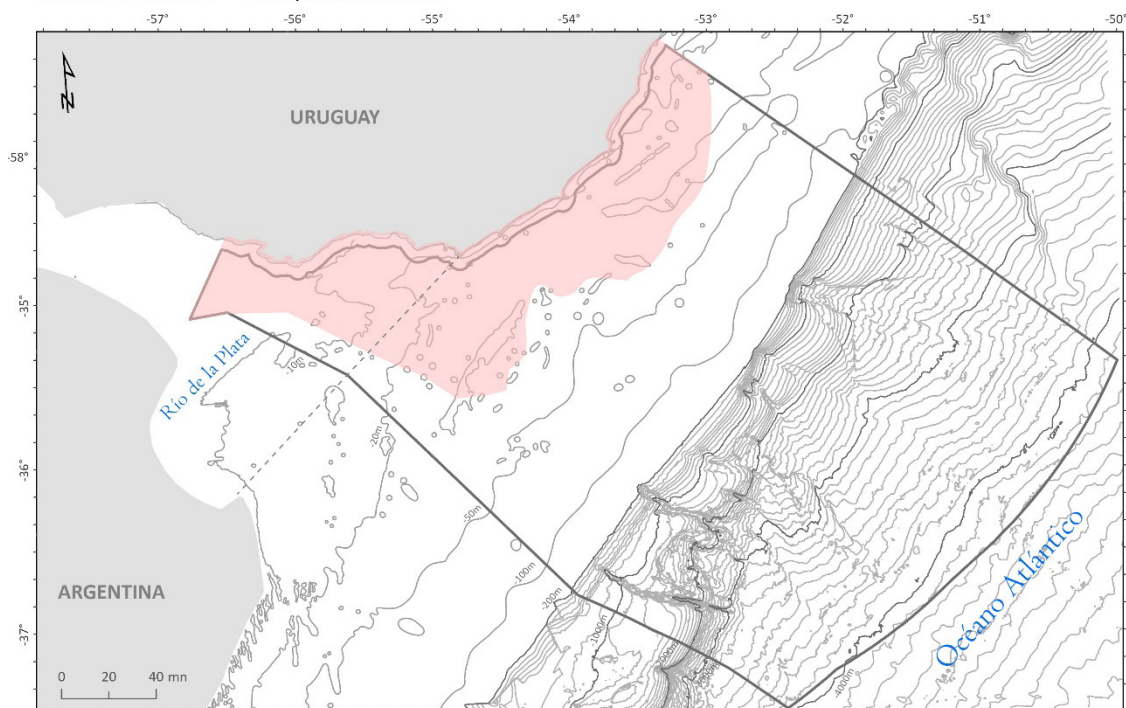 -57° -56° -55° -54° -53° -52° -51° -50°
N
URUGUAY
-58°
-35°
Río de la Plata
-10m
-20m
-36°
-50m
-100m
Océano Atlántico
ARGENTINA
-200m
-37°
-1000m
-4000m
0 20 40 mn